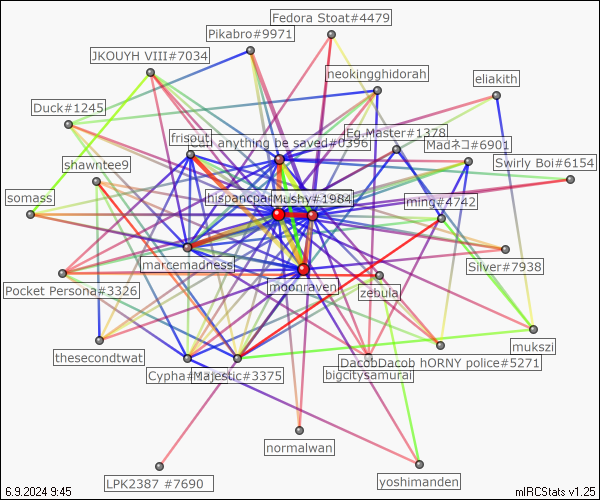 Fedora Stoat#4479
Pikabro#9971
JKOUYH VIII#7034
neokingghidorah
eliakith
Duck#1245
Eg.Master#1378
frisout
anything be saved#0396
Madネコ#6901
Swirly Boi#6154
shawntee9
somass
hispancpa
Mushy#1984
ming#4742
marcemadness
Silver#7938
Pocket Persona#3326
moonraven
zebula
mukszi
thesecondtwat
DacobDacob hORNY police#5271
Cypha#
Majestic#3375
bigcitysamurai
normalwan
LPK2387 #7690
yoshimanden
6.9.2024 9:45
mIRCStats v1.25